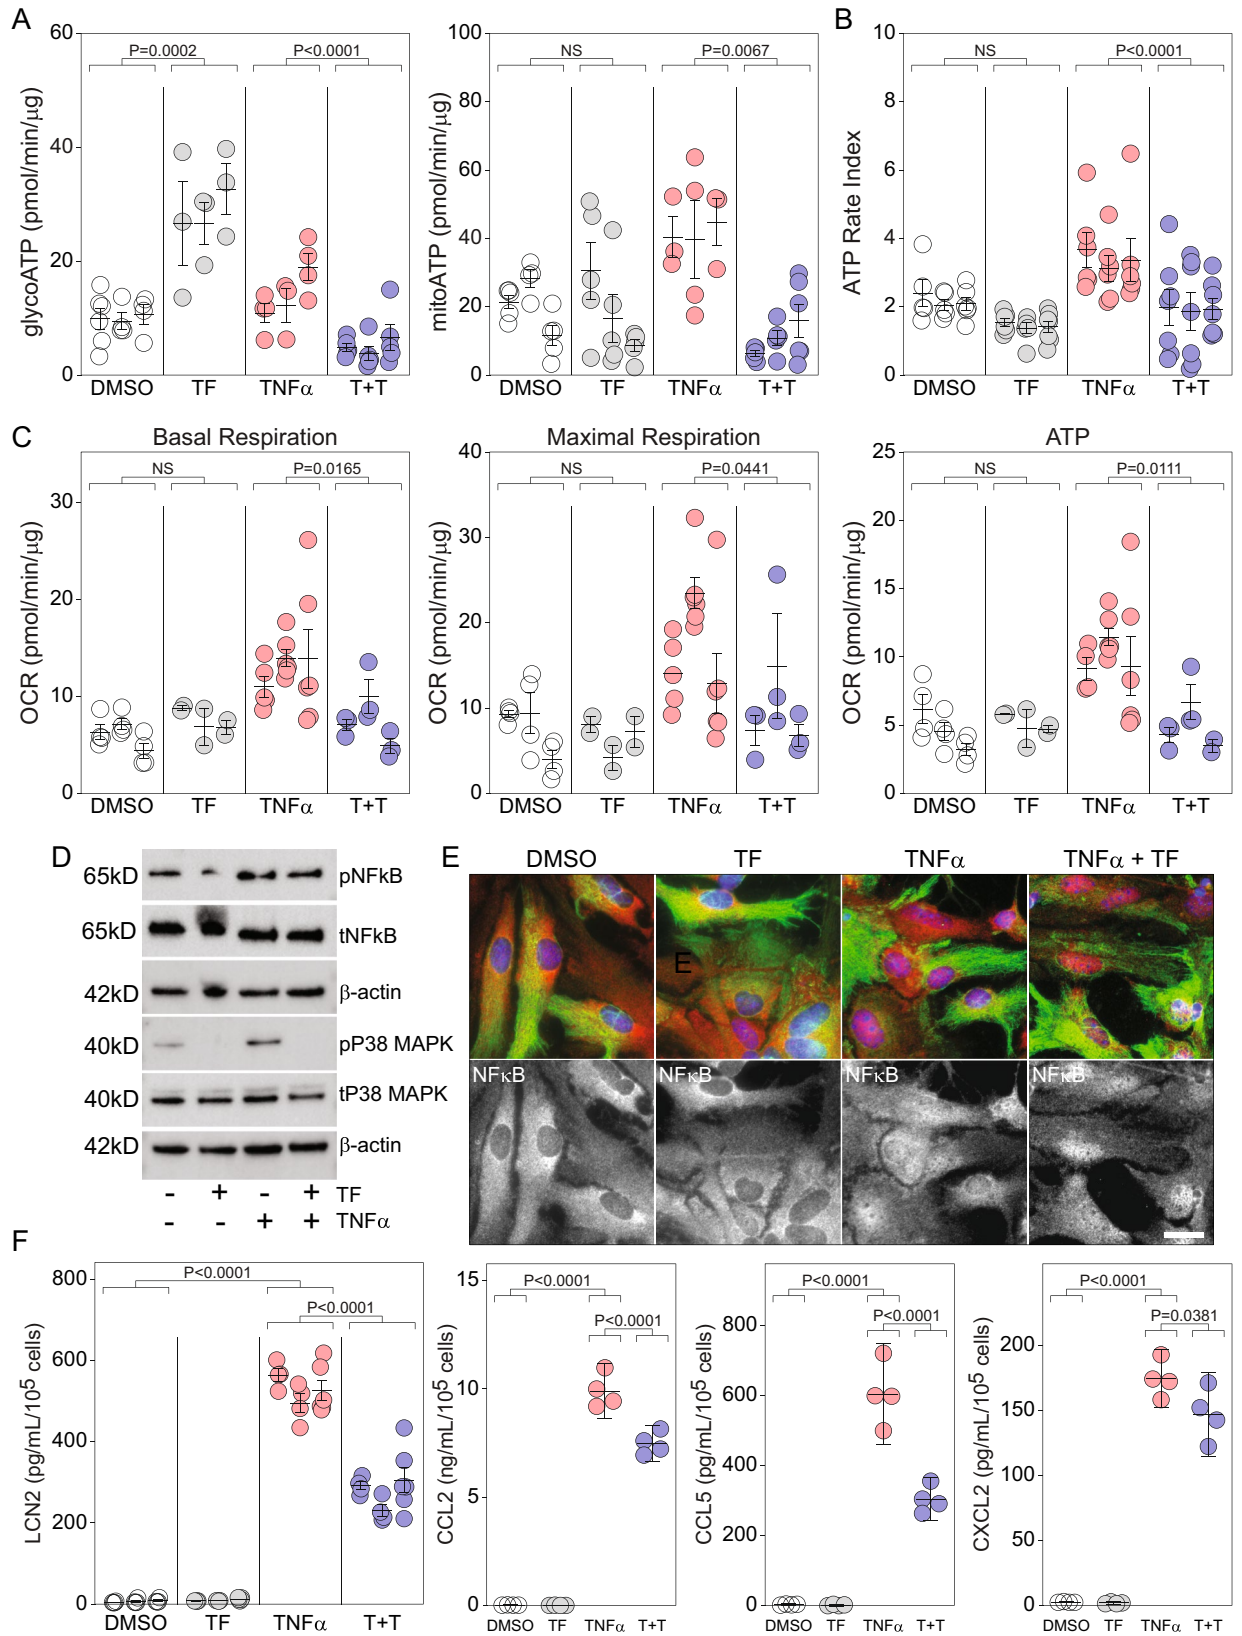 A
60
40
20
0
glycoATP (pmol/min/µg)
P=0.0002
P<0.0001
DMSO TF TNFα T+T
100
80
60
40
20
0
mitoATP (pmol/min/µg)
NS
P=0.0067
DMSO TF TNFα T+T
B
10
8
6
4
2
0
ATP Rate Index
NS
P<0.0001
DMSO TF TNFα T+T
C
Basal Respiration
30
20
10
0
OCR (pmol/min/µg)
NS
P=0.0165
DMSO TF TNFα T+T
Maximal Respiration
40
30
20
10
0
OCR (pmol/min/µg)
NS
P=0.0441
DMSO TF TNFα T+T
ATP
25
20
15
10
5
0
OCR (pmol/min/µg)
NS
P=0.0111
DMSO TF TNFα T+T
D
65kD pNFkB
65kD tNFkB
42kD β-actin
40kD pP38 MAPK
40kD tP38 MAPK
42kD β-actin
- + - + TF
- - + + TNFα
E
DMSO TF TNFα TNFα + TF
E
NFκB NFκB NFκB NFκB
F
800
600
400
200
0
LCN2 (pg/mL/10⁵ cells)
P<0.0001
P<0.0001
DMSO TF TNFα T+T
15
10
5
0
CCL2 (ng/mL/10⁵ cells)
P<0.0001
P<0.0001
DMSO TF TNFα T+T
800
600
400
200
0
CCL5 (pg/mL/10⁵ cells)
P<0.0001
P<0.0001
DMSO TF TNFα T+T
200
150
100
50
0
CXCL2 (pg/mL/10⁵ cells)
P<0.0001
P=0.0381
DMSO TF TNFα T+T